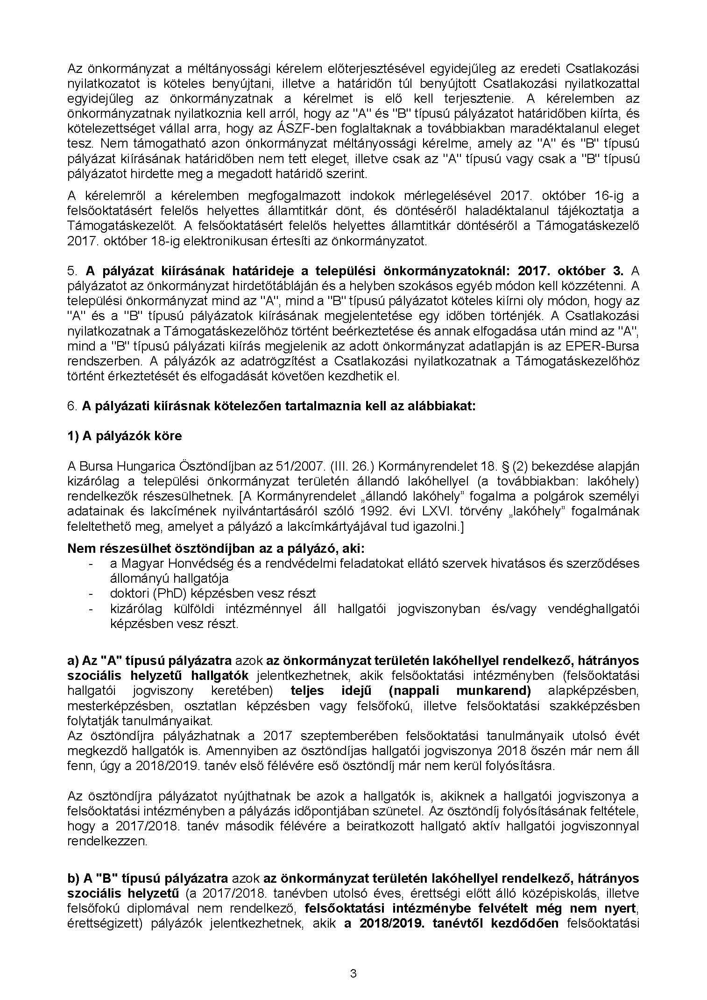 Az önkormányzat a méltányossági kérelem előterjesztésével egyidejűleg az eredeti Csatlakozási
nyilatkozatot is köteles benyújtani, illetve a határidőn túl benyújtott Csatlakozási nyilatkozattal
egyidejűleg az önkormányzatnak a kérelmet is elő kell terjesztenie. A kérelemben az
önkormányzatnak nyilatkoznia kell arról, hogy az "A" és "B" típusú pályázatot határidőben kiírta, és
kötelezettséget vállal arra, hogy az ÁSZF-ben foglaltaknak a továbbiakban maradéktalanul eleget
tesz. Nem támogatható azon önkormányzat méltányossági kérelme, amely az "A" és "B" típusú
pályázat kiírásának határidőben nem tett eleget, illetve csak az "A" típusú vagy csak a "B" típusú
pályázatot hirdette meg a megadott határidő szerint.
A kérelemről a kérelemben megfogalmazott indokok mérlegelésével 2017. október 16-ig a
felsőoktatásért felelős helyettes államtitkár dönt, és döntéséről haladéktalanul tájékoztatja a
Támogatáskezelőt. A felsőoktatásért felelős helyettes államtitkár döntéséről a Támogatáskezelő
2017. október 18-ig elektronikusan értesíti az önkormányzatot.
5. A pályázat kiírásának határideje a települési önkormányzatoknál: 2017. október 3. A
pályázatot az önkormányzat hirdetőtábláján és a helyben szokásos egyéb módon kell közzétenni. A
települési önkormányzat mind az "A", mind a "B" típusú pályázatot köteles kiírni oly módon, hogy az
"A" és a "B" típusú pályázatok kiírásának megjelentetése egy időben történjék. A Csatlakozási
nyilatkozatnak a Támogatáskezelőhöz történt beérkeztetése és annak elfogadása után mind az "A",
mind a "B" típusú pályázati kiírás megjelenik az adott önkormányzat adatlapján is az EPER-Bursa
rendszerben. A pályázók az adatrögzítést a Csatlakozási nyilatkozatnak a Támogatáskezelőhöz
történt érkeztetését és elfogadását követően kezdhetik el.
6. A pályázati kiírásnak kötelezően tartalmaznia kell az alábbiakat:
1) A pályázók köre
A Bursa Hungarica Ösztöndíjban az 51/2007. (III. 26.) Kormányrendelet 18. § (2) bekezdése alapján
kizárólag a települési önkormányzat területén állandó lakóhellyel (a továbbiakban: lakóhely)
rendelkezők részesülhetnek. [A Kormányrendelet „állandó lakóhely” fogalma a polgárok személyi
adatainak és lakcímének nyilvántartásáról szóló 1992. évi LXVI. törvény „lakóhely” fogalmának
feleltethető meg, amelyet a pályázó a lakcímkártyájával tud igazolni.]
Nem részesülhet ösztöndíjban az a pályázó, aki:
- a Magyar Honvédség és a rendvédelmi feladatokat ellátó szervek hivatásos és szerződéses
állományú hallgatója
- doktori (PhD) képzésben vesz részt
- kizárólag külföldi intézménnyel áll hallgatói jogviszonyban és/vagy vendéghallgatói
képzésben vesz részt.
a) Az "A" típusú pályázatra azok az önkormányzat területén lakóhellyel rendelkező, hátrányos
szociális helyzetű hallgatók jelentkezhetnek, akik felsőoktatási intézményben (felsőoktatási
hallgatói jogviszony keretében) teljes idejű (nappali munkarend) alapképzésben,
mesterképzésben, osztatlan képzésben vagy felsőfokú, illetve felsőoktatási szakképzésben
folytatják tanulmányaikat.
Az ösztöndíjra pályázhatnak a 2017 szeptemberében felsőoktatási tanulmányaik utolsó évét
megkezdő hallgatók is. Amennyiben az ösztöndíjas hallgatói jogviszonya 2018 őszén már nem áll
fenn, úgy a 2018/2019. tanév első félévére eső ösztöndíj már nem kerül folyósításra.
Az ösztöndíjra pályázatot nyújthatnak be azok a hallgatók is, akiknek a hallgatói jogviszonya a
felsőoktatási intézményben a pályázás időpontjában szünetel. Az ösztöndíj folyósításának feltétele,
hogy a 2017/2018. tanév második félévére a beiratkozott hallgató aktív hallgatói jogviszonnyal
rendelkezzen.
b) A "B" típusú pályázatra azok az önkormányzat területén lakóhellyel rendelkező, hátrányos
szociális helyzetű (a 2017/2018. tanévben utolsó éves, érettségi előtt álló középiskolás, illetve
felsőfokú diplomával nem rendelkező, felsőoktatási intézménybe felvételt még nem nyert,
érettségizett) pályázók jelentkezhetnek, akik a 2018/2019. tanévtől kezdődően felsőoktatási
3